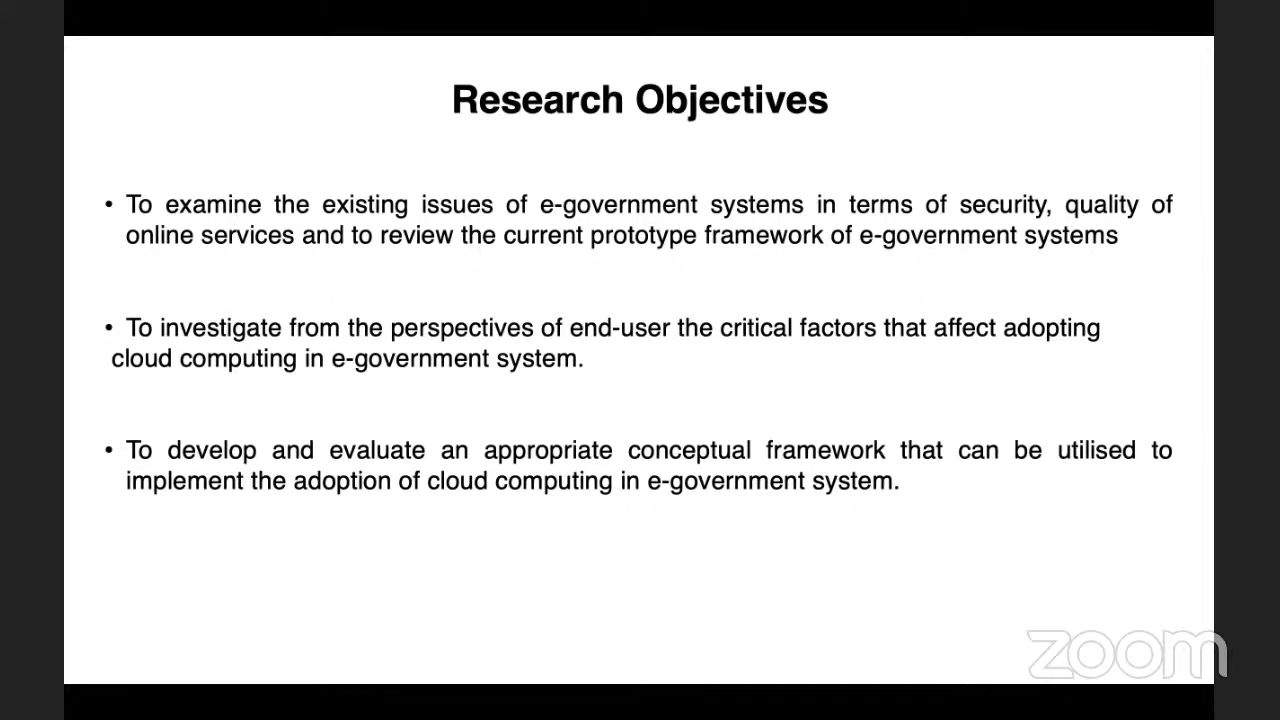 Research Objectives
• To examine the existing issues of e-government systems in terms of security, quality of
online services and to review the current prototype framework of e-government systems
• To investigate from the perspectives of end-user the critical factors that affect adopting
cloud computing in e-government system.
• To develop and evaluate an appropriate conceptual framework that can be utilised to
implement the adoption of cloud computing in e-government system.
zoom